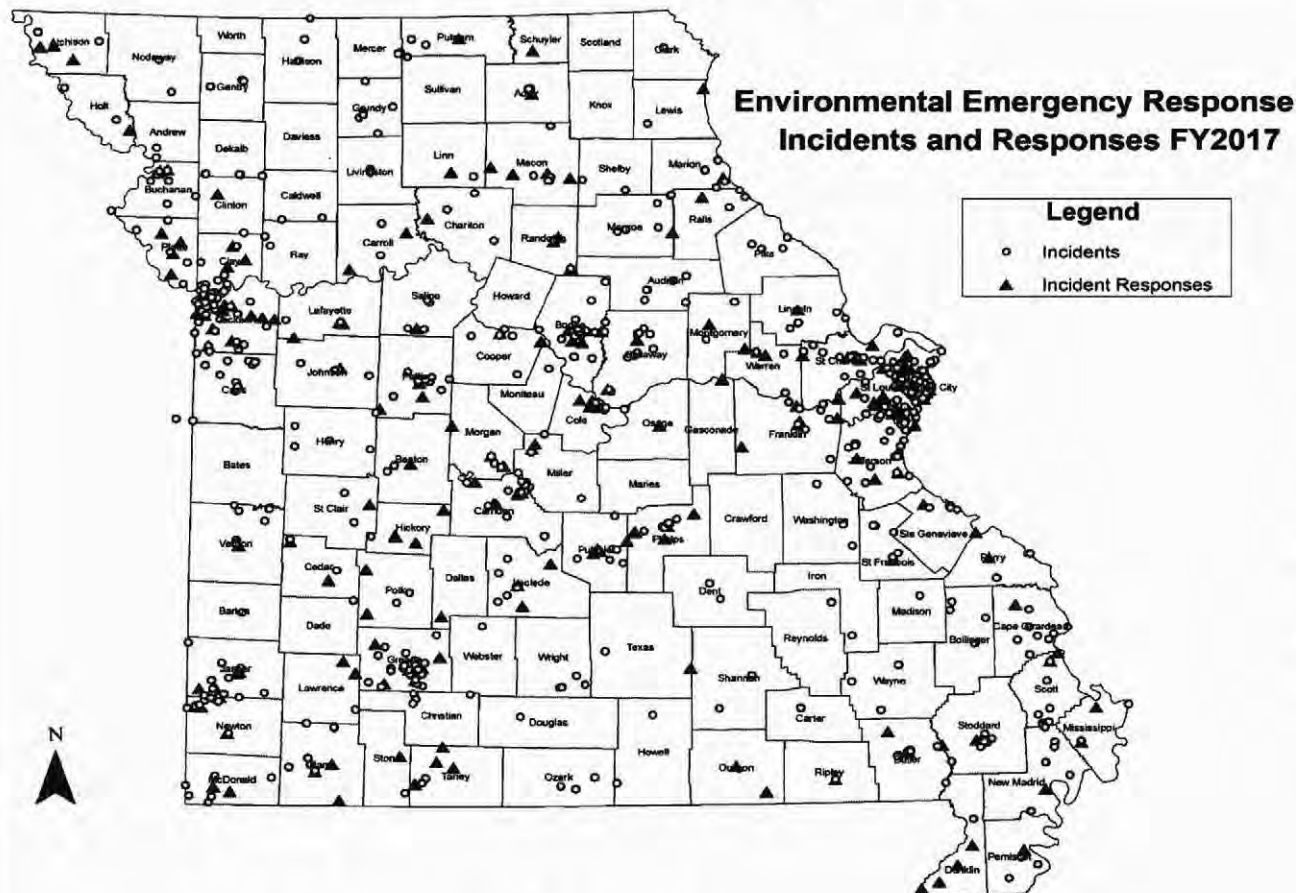 Environmental Emergency Response
Incidents and Responses FY2017
Legend
Incidents
Incident Responses
N
Atchison
Nodaway
Worth
Harrison
Mercer
Putnam
Schuyler
Scotland
Clark
Gentry
Sullivan
Adair
Knox
Lewis
Holt
Grundy
Andrew
Daviess
Dekalb
Linn
Macon
Shelby
Marion
Livingston
Buchanan
Clinton
Caldwell
Chariton
Monroe
Ralls
Randolph
Carroll
Platte
Clay
Ray
Pike
Audrain
Howard
Saline
Lafayette
Boone
Lincoln
Jackson
Montgomery
Cooper
Callaway
Warren
St Charles
Johnson
Pettis
St Louis
City
Cass
Moniteau
Cole
Osage
Gasconade
Franklin
Morgan
Henry
Jefferson
Benton
Bates
Miller
Maries
St Clair
Camden
Crawford
Washington
Hickory
Ste Genevieve
Vernon
Pulaski
Phelps
St Francois
Perry
Cedar
Dallas
Laclede
Iron
Polk
Dent
Madison
Barton
Dade
Bollinger
Cape Girardeau
Reynolds
Texas
Webster
Wright
Greene
Jasper
Shannon
Wayne
Lawrence
Scott
Christian
Douglas
Carter
Stoddard
Mississippi
Newton
Howell
Stone
Butler
Barry
Taney
Ozark
Oregon
Ripley
McDonald
New Madrid
Pemiscot
Dunklin